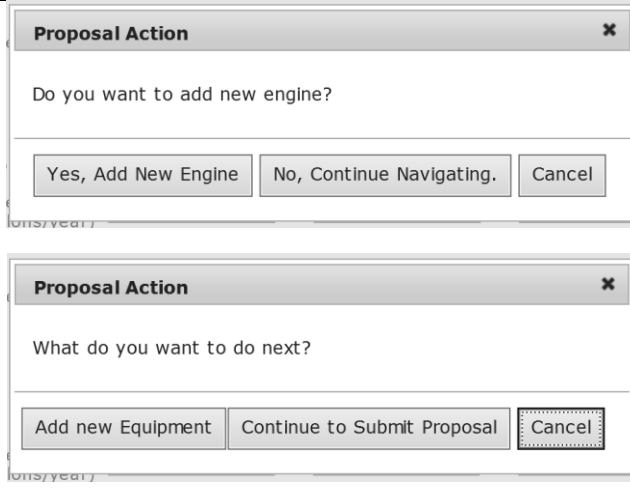 Proposal Action
Do you want to add new engine?
Yes, Add New Engine No, Continue Navigating. Cancel
Proposal Action
What do you want to do next?
Add new Equipment Continue to Submit Proposal Cancel